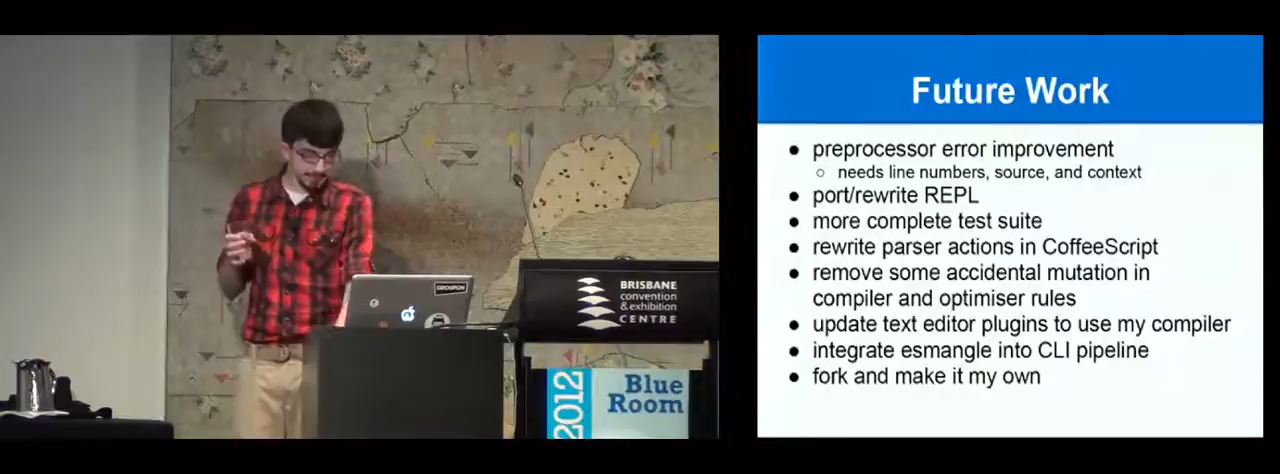 GROUPON
BRISBANE
convention
& exhibition
CENTRE
2012
Blue
Room
Future Work
● preprocessor error improvement
○ needs line numbers, source, and context
● port/rewrite REPL
● more complete test suite
● rewrite parser actions in CoffeeScript
● remove some accidental mutation in
compiler and optimiser rules
● update text editor plugins to use my compiler
● integrate esmangle into CLI pipeline
● fork and make it my own